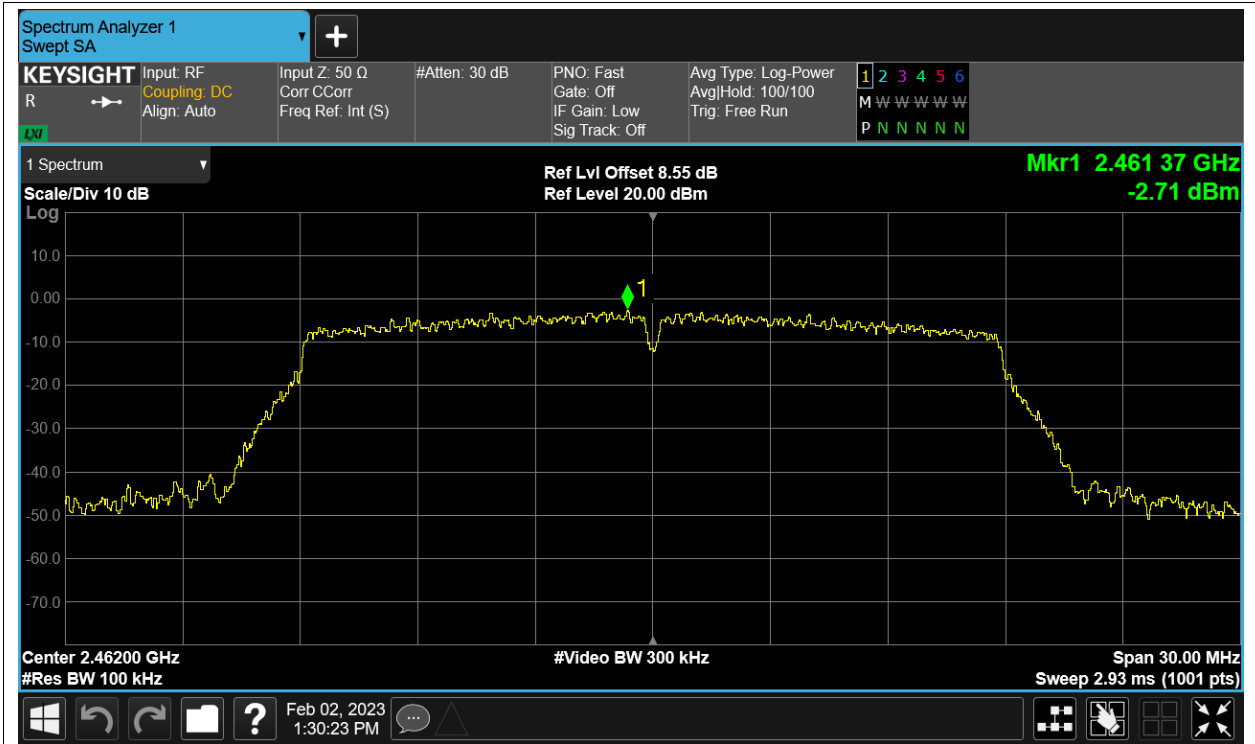 Spectrum Analyzer 1
Swept SA
KEYSIGHT
R
LXI
Input: RF
Coupling: DC
Align: Auto
Input Z: 50 Ω
Corr CCorr
Freq Ref: Int (S)
#Atten: 30 dB
PNO: Fast
Gate: Off
IF Gain: Low
Sig Track: Off
Avg Type: Log-Power
Avg|Hold: 100/100
Trig: Free Run
1 2 3 4 5 6
M W W W W W
P N N N N N
1 Spectrum
Scale/Div 10 dB
Log
Ref Lvl Offset 8.55 dB
Ref Level 20.00 dBm
Mkr1 2.461 37 GHz
-2.71 dBm
10.0
0.00
-10.0
-20.0
-30.0
-40.0
-50.0
-60.0
-70.0
1
Center 2.46200 GHz
#Res BW 100 kHz
#Video BW 300 kHz
Span 30.00 MHz
Sweep 2.93 ms (1001 pts)
?
Feb 02, 2023
1:30:23 PM